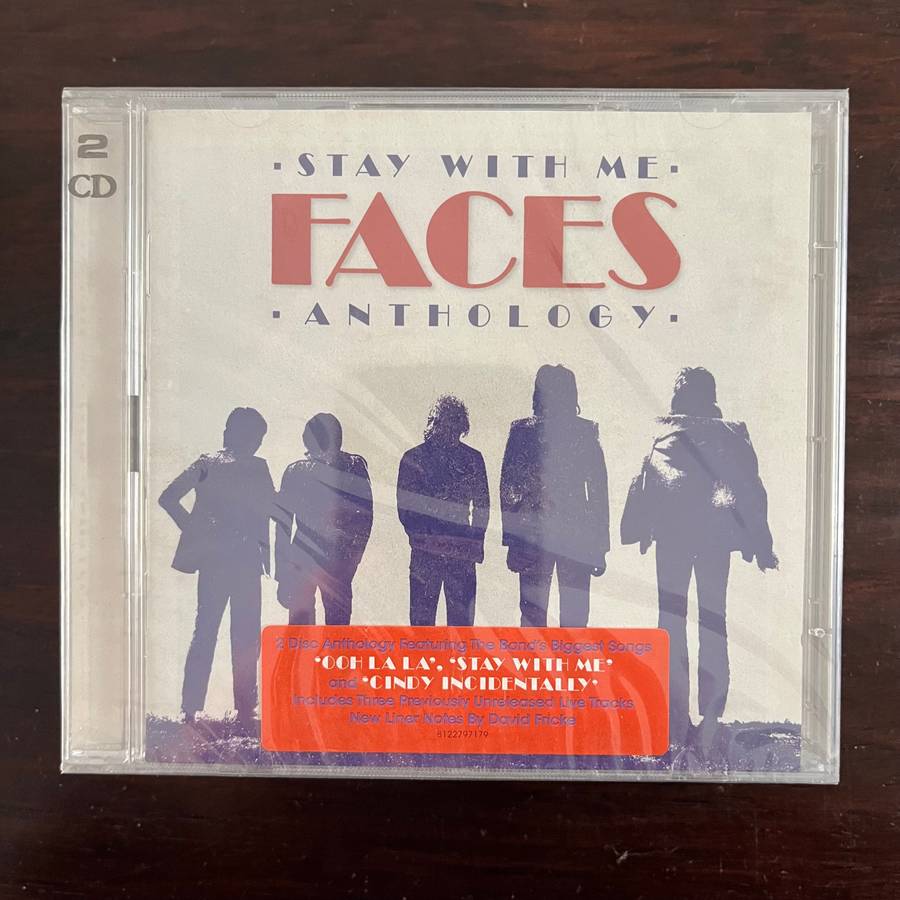 2
CD
·STAY WITH ME·
FACES
·ANTHOLOGY·
2 Disc Anthology Featuring The Band's Biggest Songs
'OOH LA LA', 'STAY WITH ME'
and 'CINDY INCIDENTALLY'
Includes Three Previously Unreleased Live Tracks
New Liner Notes By David Fricke
8122797179